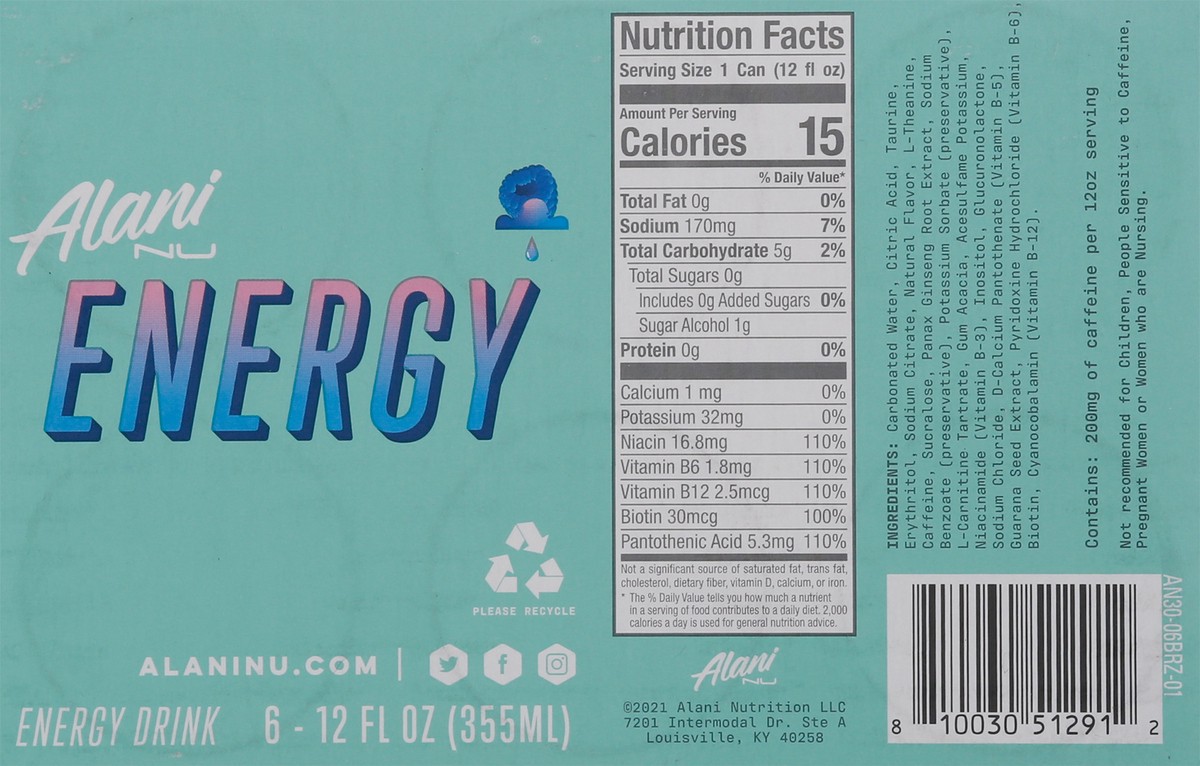 Alani
NU
ENERGY
PLEASE RECYCLE
ALANINU.COM |
ENERGY DRINK 6 - 12 FL OZ (355ML)
Nutrition Facts
Serving Size 1 Can (12 fl oz)
Amount Per Serving
Calories 15
% Daily Value*
Total Fat 0g 0%
Sodium 170mg 7%
Total Carbohydrate 5g 2%
Total Sugars 0g
Includes 0g Added Sugars 0%
Sugar Alcohol 1g
Protein 0g 0%
Calcium 1 mg 0%
Potassium 32mg 0%
Niacin 16.8mg 110%
Vitamin B6 1.8mg 110%
Vitamin B12 2.5mcg 110%
Biotin 30mcg 100%
Pantothenic Acid 5.3mg 110%
Not a significant source of saturated fat, trans fat,
cholesterol, dietary fiber, vitamin D, calcium, or iron.
* The % Daily Value tells you how much a nutrient
in a serving of food contributes to a daily diet. 2,000
calories a day is used for general nutrition advice.
Alani
NU
©2021 Alani Nutrition LLC
7201 Intermodal Dr. Ste A
Louisville, KY 40258
INGREDIENTS: Carbonated Water, Citric Acid, Taurine,
Erythritol, Sodium Citrate, Natural Flavor, L-Theanine,
Caffeine, Sucralose, Panax Ginseng Root Extract, Sodium
Benzoate (preservative), Potassium Sorbate (preservative),
L-Carnitine Tartrate, Gum Acacia, Acesulfame Potassium,
Niacinamide (Vitamin B-3), Inositol, Glucuronolactone,
Sodium Chloride, D-Calcium Pantothenate (Vitamin B-5),
Guarana Seed Extract, Pyridoxine Hydrochloride (Vitamin B-6),
Biotin, Cyanocobalamin (Vitamin B-12).
Contains: 200mg of caffeine per 12oz serving
Not recommended for Children, People Sensitive to Caffeine,
Pregnant Women or Women who are Nursing.
AN30-06BRZ-01
8 10030 51291 2